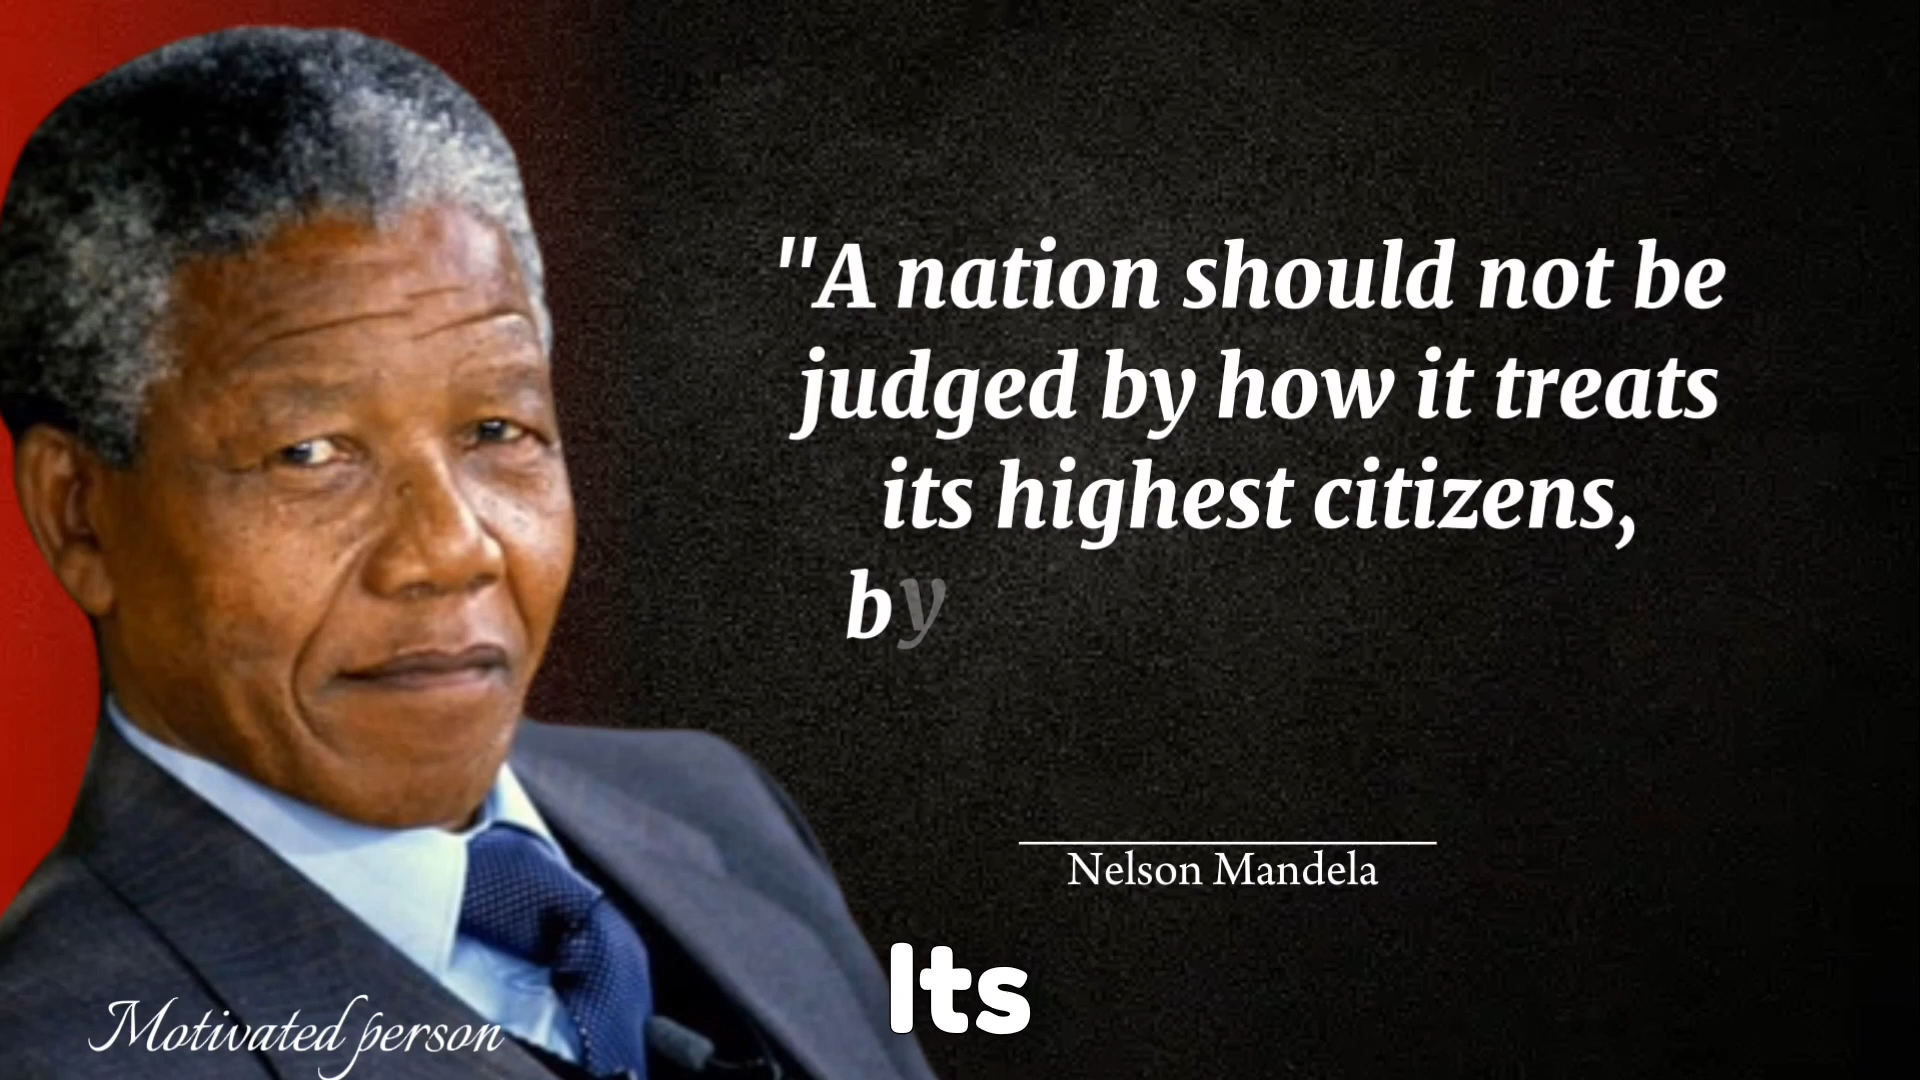 "A nation should not be
judged by how it treats
its highest citizens,
by
Nelson Mandela
Its
Motivated person